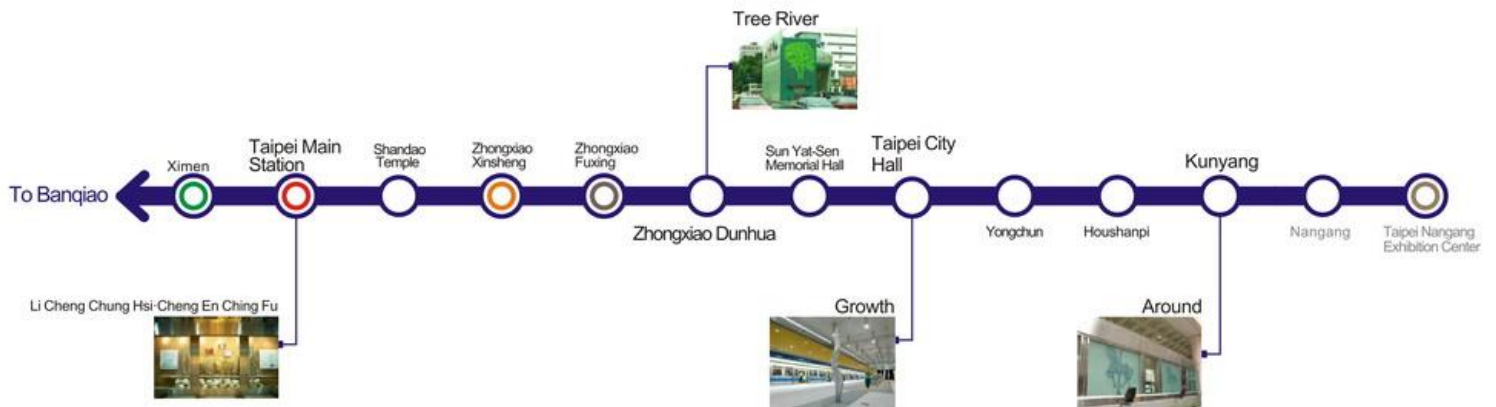 Tree River
To Banqiao
Ximen
Taipei Main
Station
Shandao
Temple
Zhongxiao
Xinsheng
Zhongxiao
Fuxing
Zhongxiao Dunhua
Sun Yat-Sen
Memorial Hall
Taipei City
Hall
Yongchun
Houshanpi
Kunyang
Nangang
Taipei Nangang
Exhibition Center
Li Cheng Chung Hsi·Cheng En Ching Fu
Growth
Around